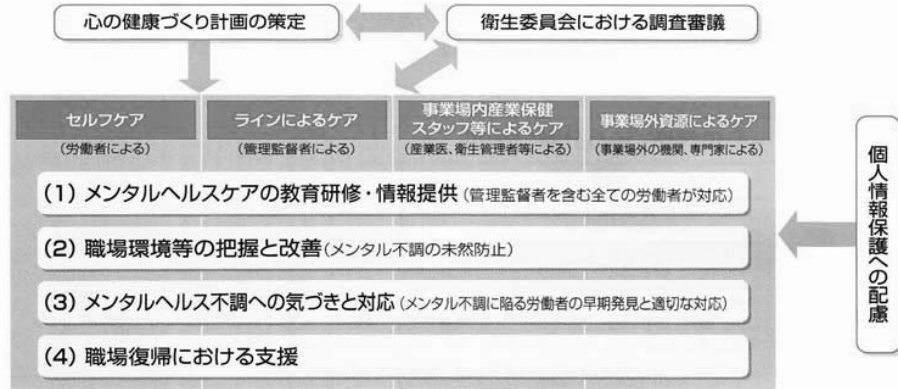 心の健康づくり計画の策定
衛生委員会における調査審議
セルフケア
(労働者による)
ラインによるケア
(管理監督者による)
事業場内産業保健
スタッフ等によるケア
(産業医、衛生管理者等による)
事業場外資源によるケア
(事業場外の機関、専門家による)
(1) メンタルヘルスケアの教育研修・情報提供 (管理監督者を含む全ての労働者が対応)
(2) 職場環境等の把握と改善 (メンタル不調の未然防止)
(3) メンタルヘルス不調への気づきと対応 (メンタル不調に陥る労働者の早期発見と適切な対応)
(4) 職場復帰における支援
個人情報保護への配慮